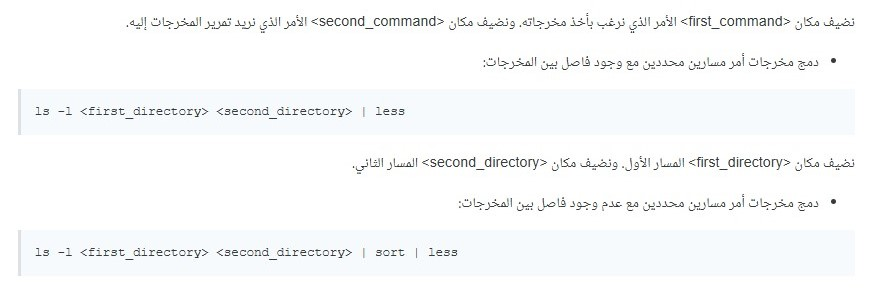 نضيف مكان <first_command> الأمر الذي نرغب بأخذ مخرجاته. ونضيف مكان <second_command> الأمر الذي نريد تمرير المخرجات إليه.
• دمج مخرجات أمر مسارين محددين مع وجود فاصل بين المخرجات:
ls -l <first_directory> <second_directory> | less
نضيف مكان <first_directory> المسار الأول. ونضيف مكان <second_directory> المسار الثاني.
• دمج مخرجات أمر مسارين محددين مع عدم وجود فاصل بين المخرجات:
ls -l <first_directory> <second_directory> | sort | less